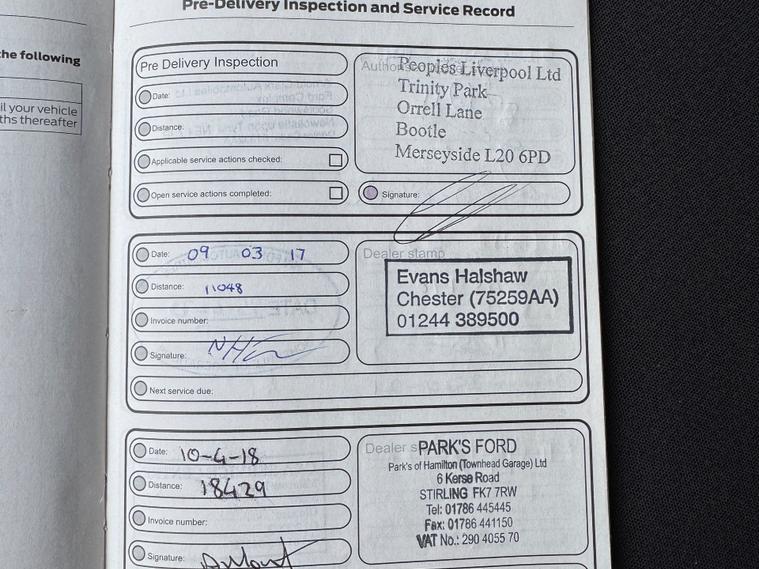 Pre-Delivery Inspection and Service Record
he following
il your vehicle
ths thereafter
Pre Delivery Inspection
Date:
Distance:
Applicable service actions checked:
Open service actions completed:
Peoples Liverpool Ltd
Trinity Park
Orrell Lane
Bootle
Merseyside L20 6PD
Signature:
Date: 09 03 17
Distance: 11048
Invoice number:
Signature:
Next service due:
Dealer stamp
Evans Halshaw
Chester (75259AA)
01244 389500
Date: 10-4-18
Distance: 18429
Invoice number:
Signature:
Dealer s
PARK'S FORD
Park's of Hamilton (Townhead Garage) Ltd
6 Kerse Road
STIRLING FK7 7RW
Tel: 01786 445445
Fax: 01786 441150
VAT No.: 290 4055 70